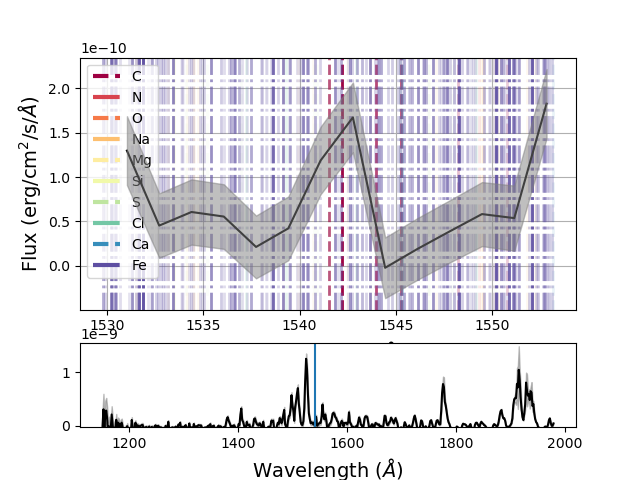 1e−10
Flux (erg/cm²/s/Å)
2.0
1.5
1.0
0.5
0.0
C
N
O
Na
Mg
Si
S
Cl
Ca
Fe
1530 1535 1540 1545 1550
1e−9
1
0
1200 1400 1600 1800 2000
Wavelength (Å)